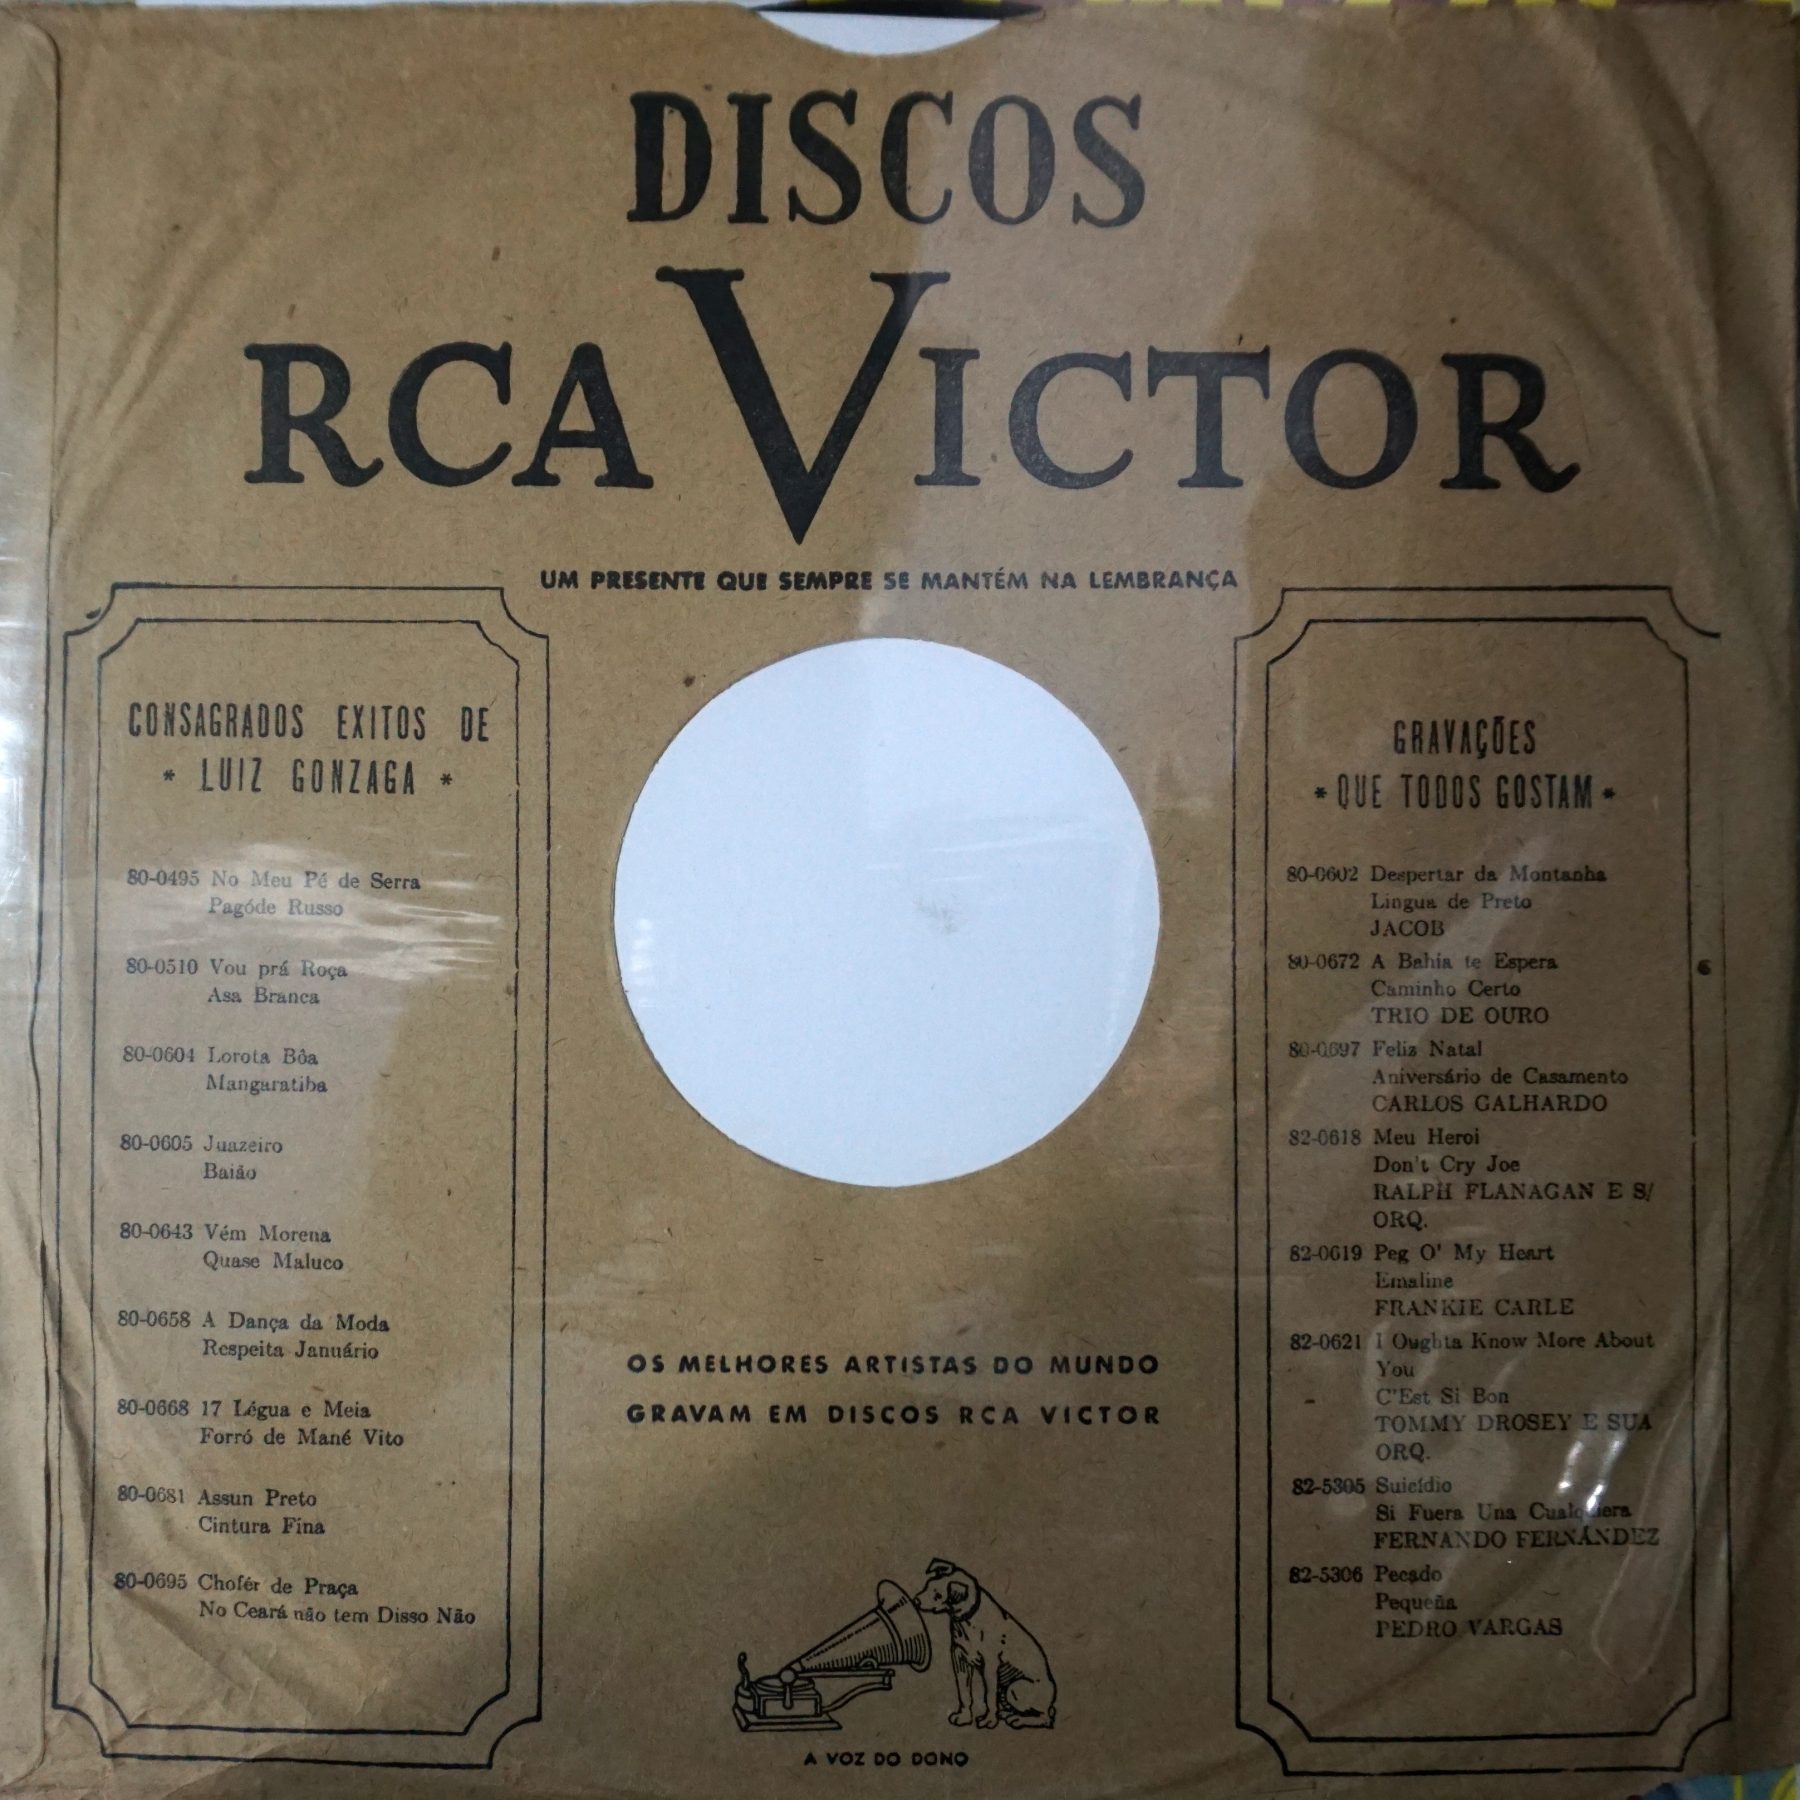 DISCOS
RCA VICTOR
UM PRESENTE QUE SEMPRE SE MANTÉM NA LEMBRANÇA
CONSAGRADOS EXITOS DE
* LUIZ GONZAGA *
80-0495 No Meu Pé de Serra
Pagóde Russo
80-0510 Vou prá Roça
Asa Branca
80-0604 Lorota Bôa
Mangaratiba
80-0605 Juazeiro
Baião
80-0643 Vém Morena
Quase Maluco
80-0658 A Dança da Moda
Respeita Januário
80-0668 17 Légua e Meia
Forró de Mané Vito
80-0681 Assun Preto
Cintura Fína
80-0695 Chofér de Praça
No Ceará não tem Disso Não
GRAVAÇÕES
* QUE TODOS GOSTAM *
80-0602 Despertar da Montanha
Lingua de Preto
JACOB
80-0672 A Bahía te Espera
Caminho Certo
TRIO DE OURO
80-0697 Feliz Natal
Aniversário de Casamento
CARLOS GALHARDO
82-0618 Meu Heroi
Don't Cry Joe
RALPH FLANAGAN E S/
ORQ.
82-0619 Peg O' My Heart
Emaline
FRANKIE CARLE
82-0621 I Oughta Know More About
You
C'Est Si Bon
TOMMY DROSEY E SUA
ORQ.
82-5305 Suicídio
Si Fuera Una Cualquiera
FERNANDO FERNÁNDEZ
82-5306 Pecado
Pequeña
PEDRO VARGAS
OS MELHORES ARTISTAS DO MUNDO
GRAVAM EM DISCOS RCA VICTOR
A VOZ DO DONO